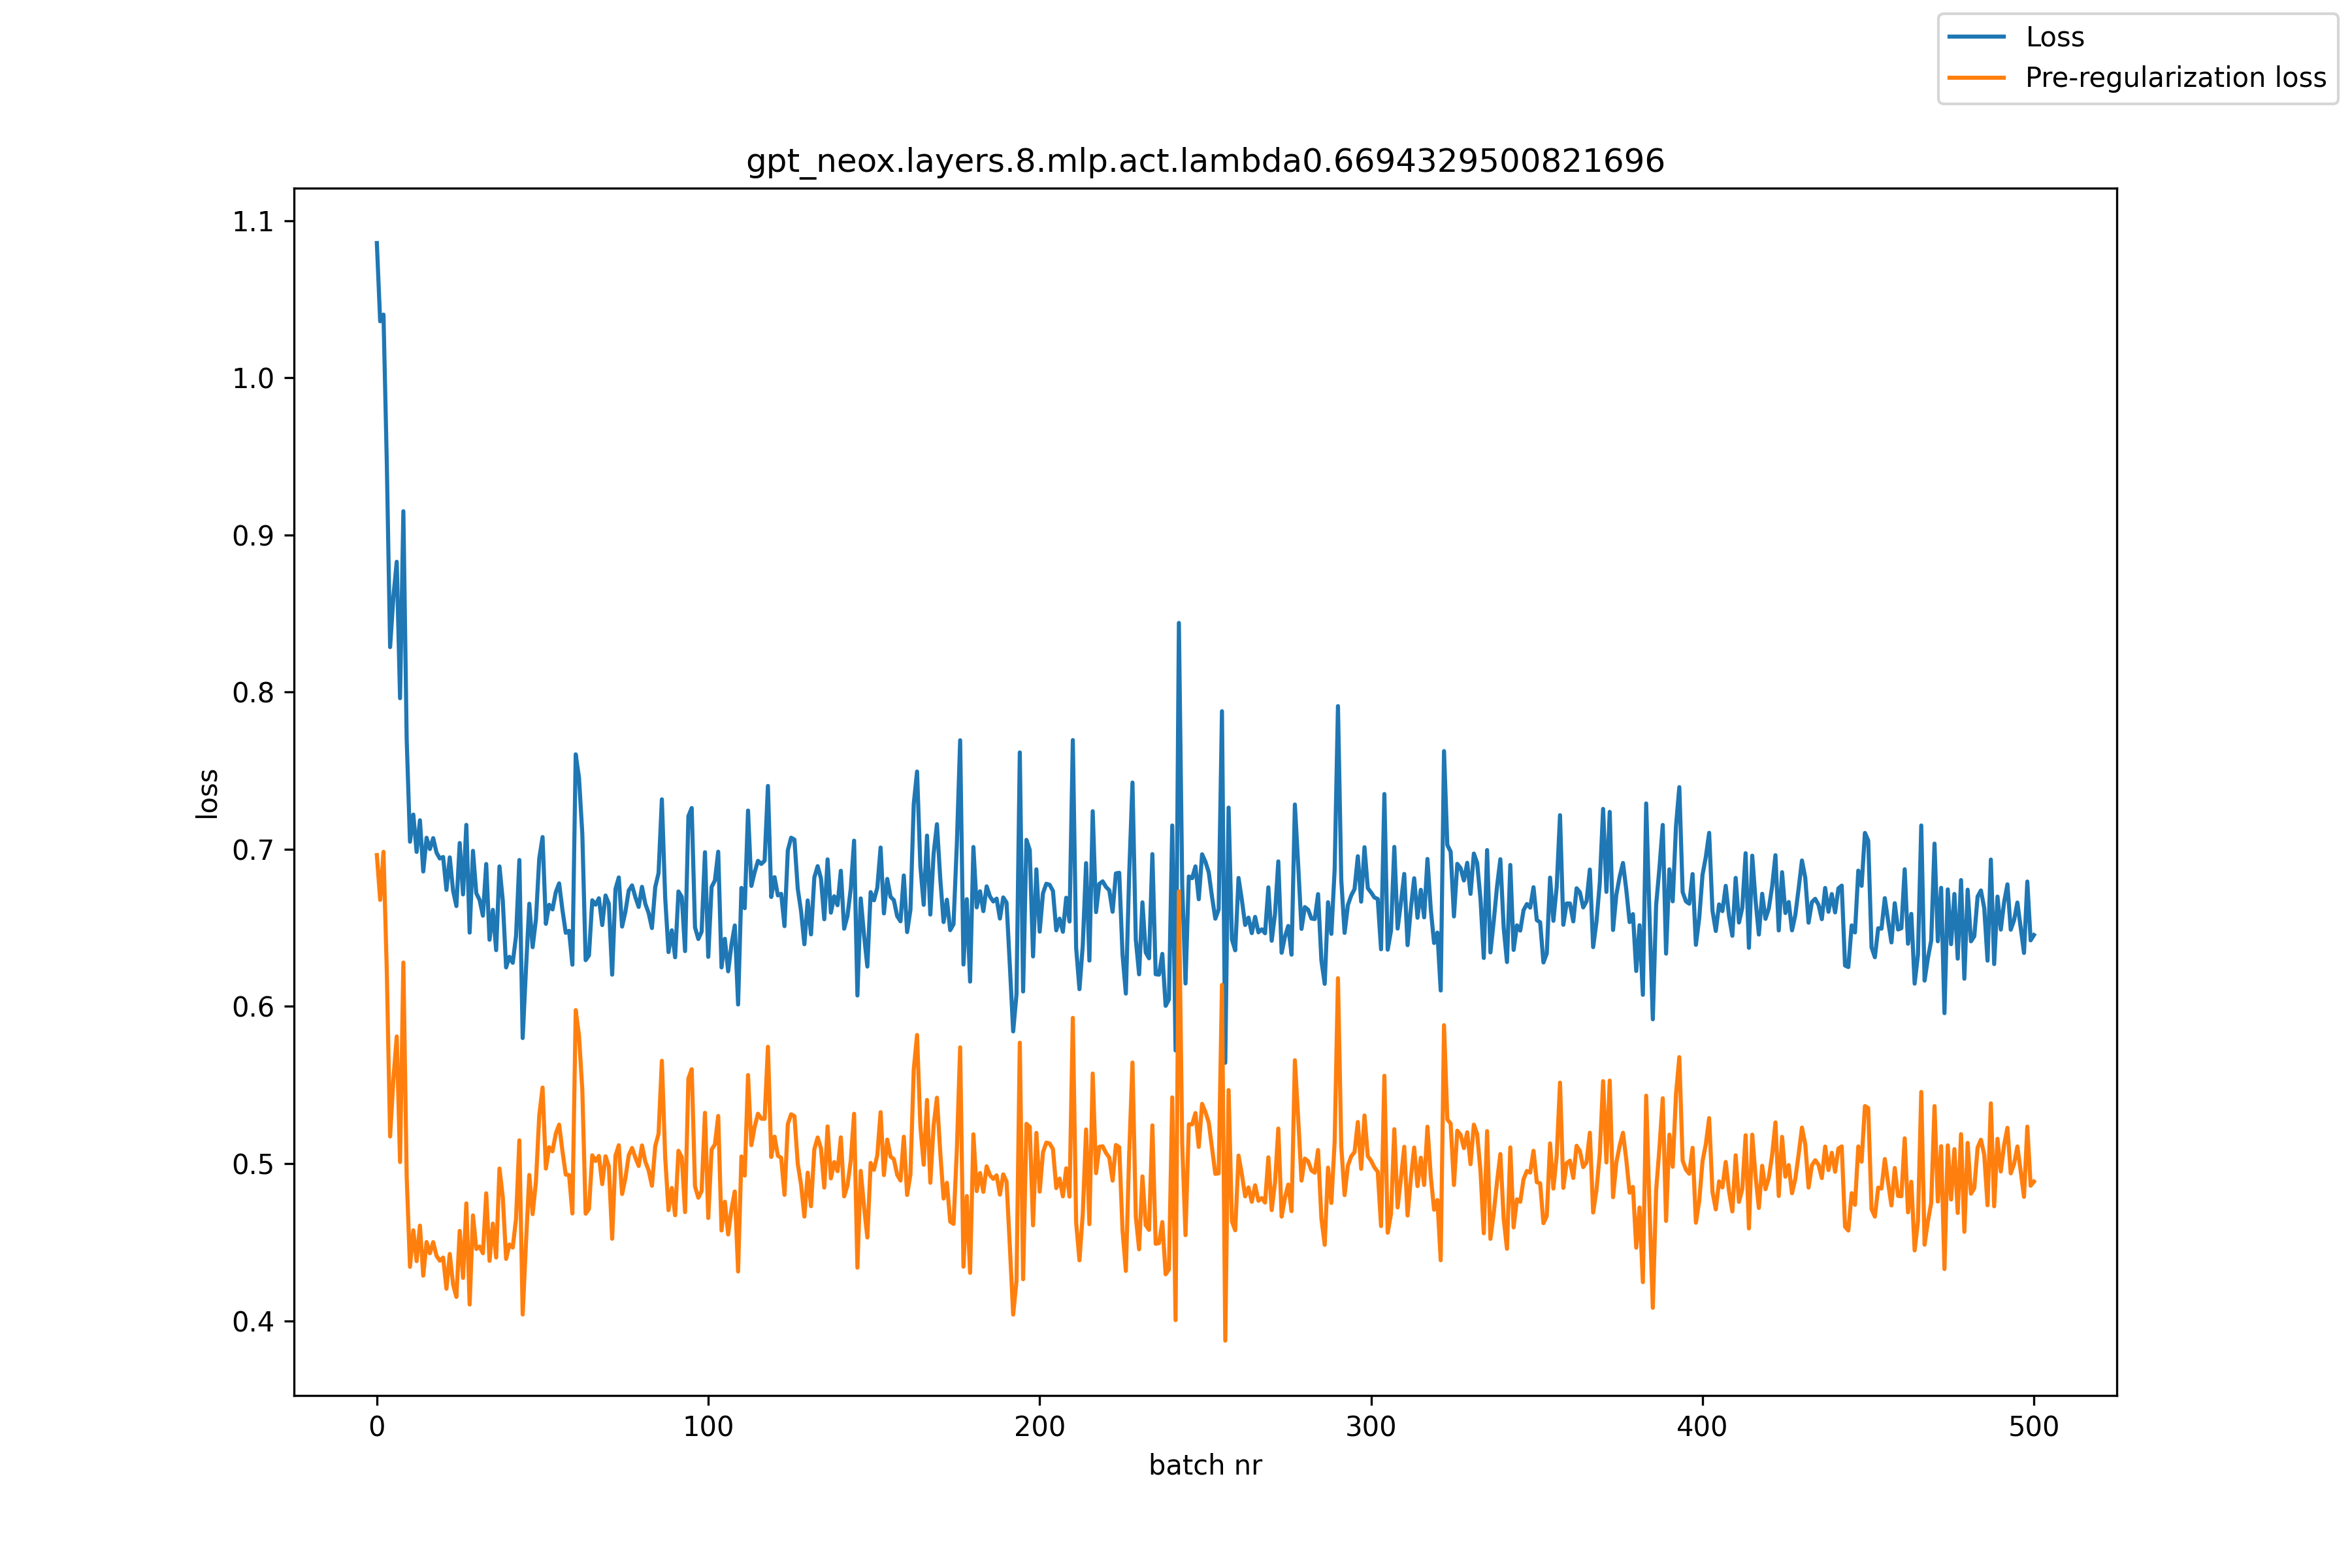 Loss
Pre-regularization loss
gpt_neox.layers.8.mlp.act.lambda0.6694329500821696
1.1
1.0
0.9
0.8
0.7
0.6
0.5
0.4
loss
0 100 200 300 400 500
batch nr